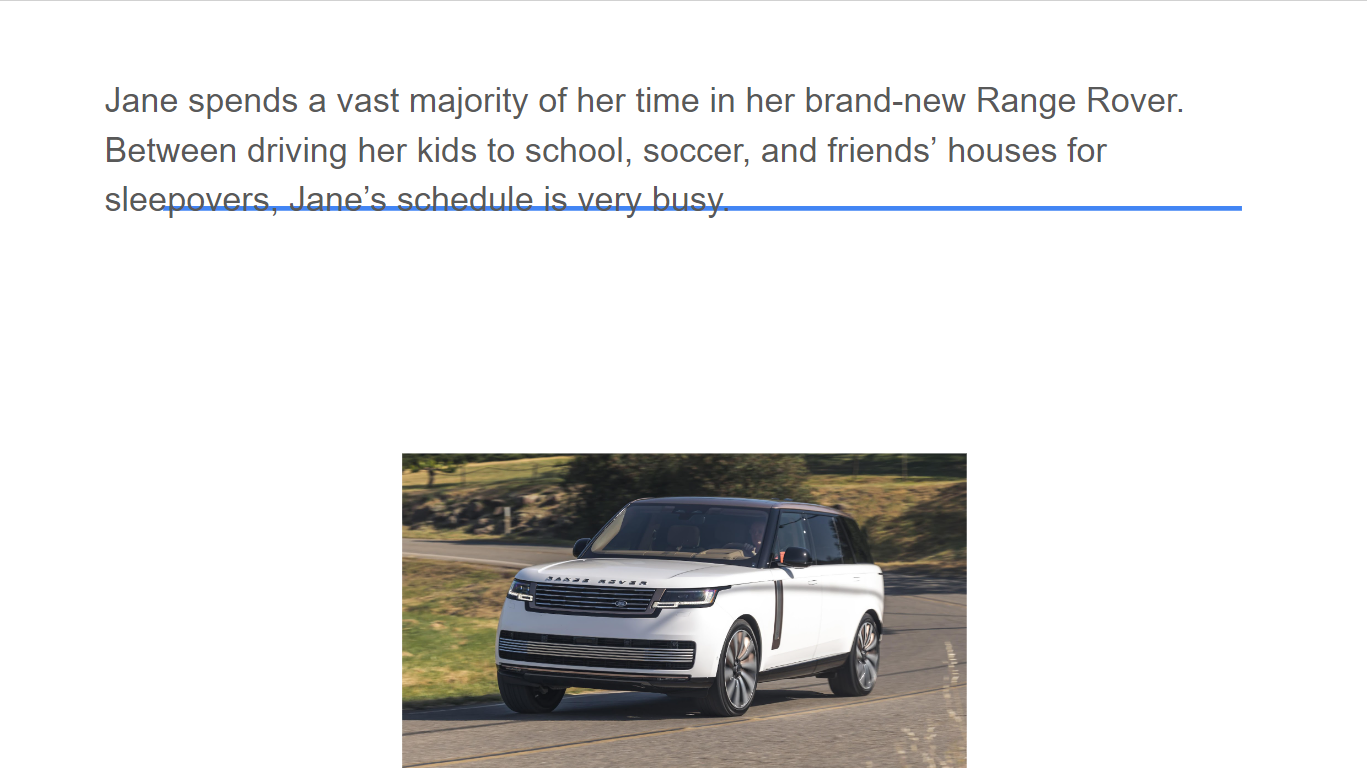 Jane spends a vast majority of her time in her brand-new Range Rover.
Between driving her kids to school, soccer, and friends’ houses for
sleepovers, Jane’s schedule is very busy.
RANGE ROVER